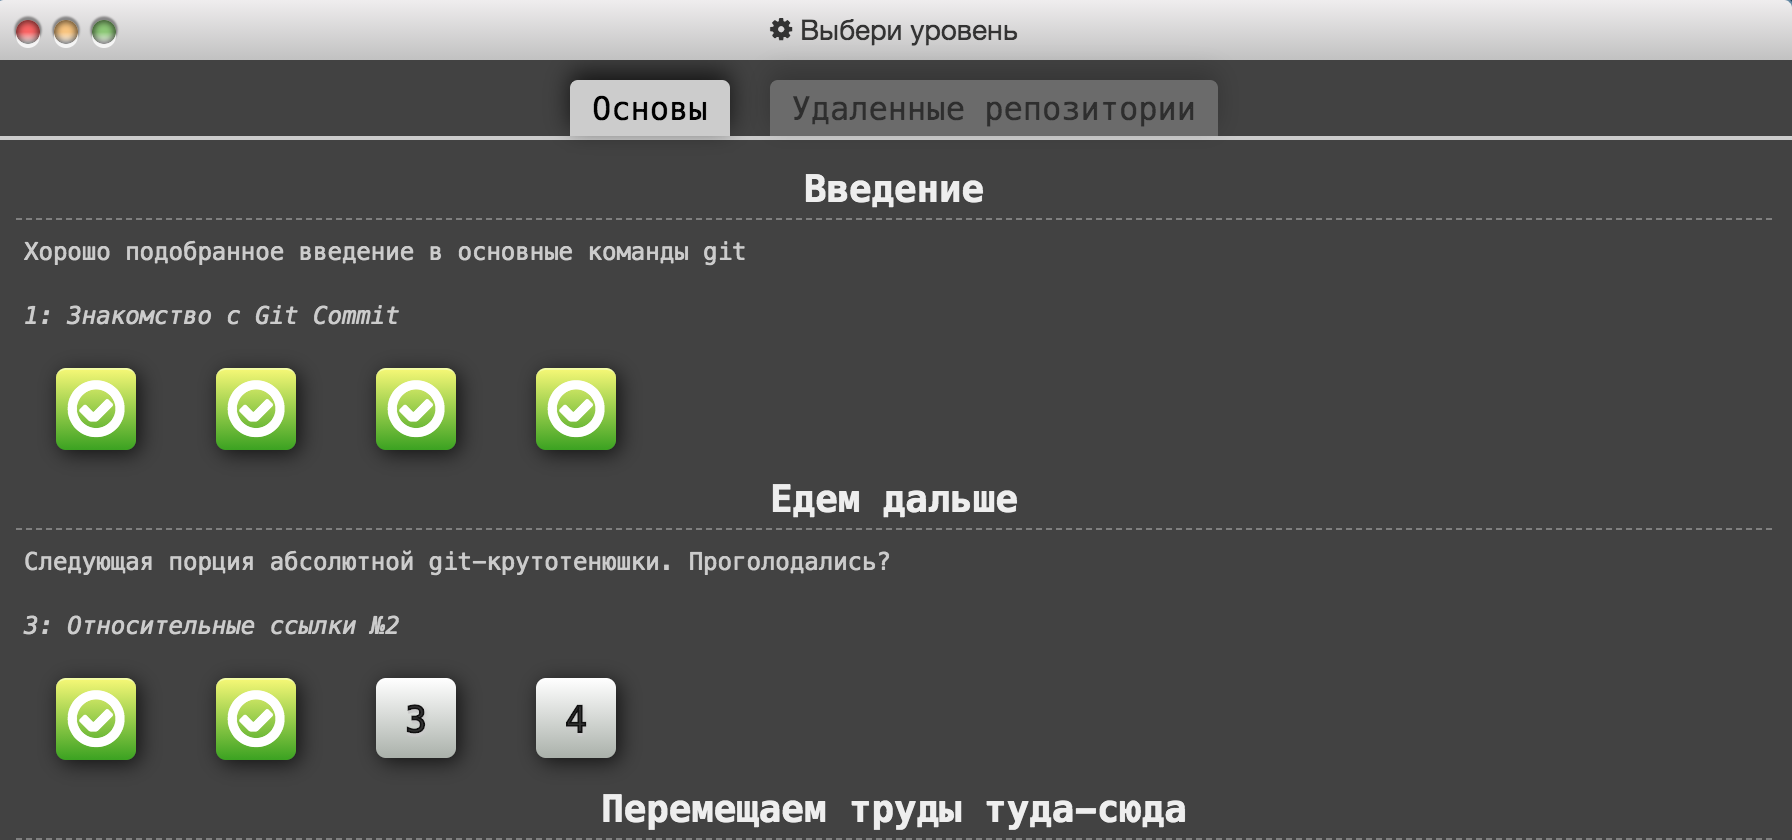 Выбери уровень
Основы
Удаленные репозитории
Введение
Хорошо подобранное введение в основные команды git
1: Знакомство с Git Commit
Едем дальше
Следующая порция абсолютной git-крутотенюшки. Проголодались?
3: Относительные ссылки №2
3
4
Перемещаем труды туда-сюда